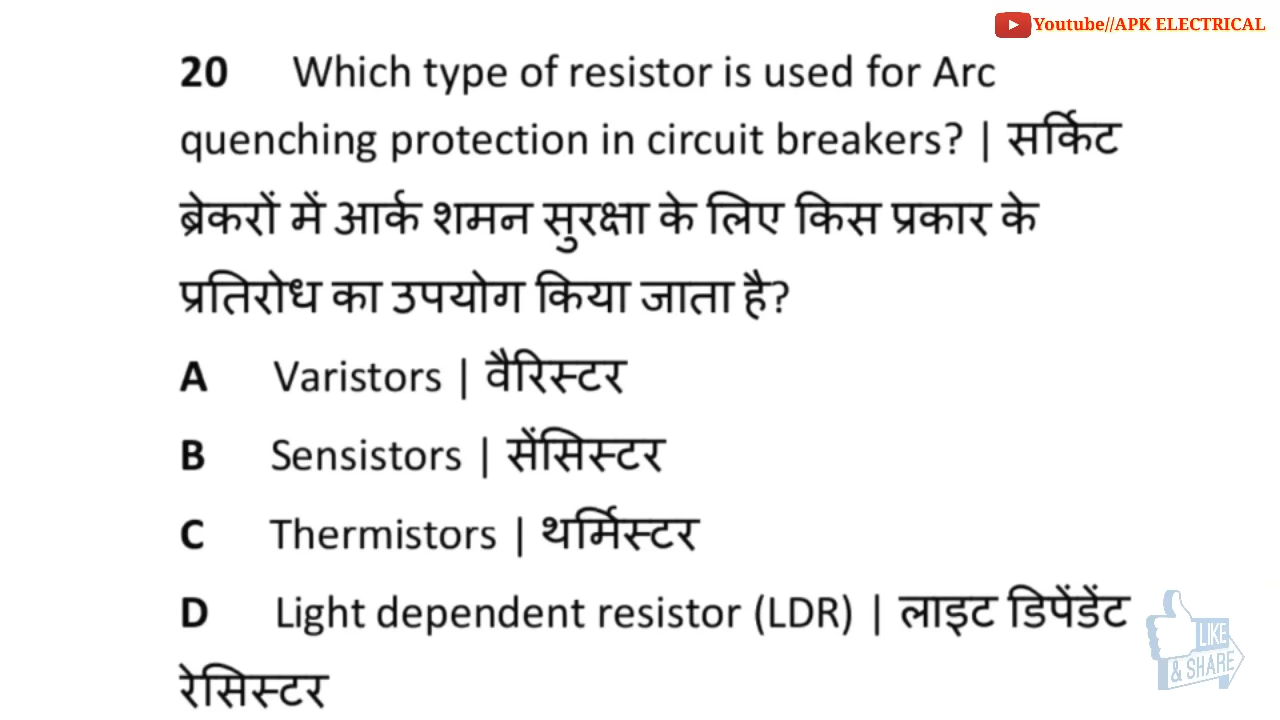 Youtube//APK ELECTRICAL
20 Which type of resistor is used for Arc
quenching protection in circuit breakers? | सर्किट
ब्रेकरों में आर्क शमन सुरक्षा के लिए किस प्रकार के
प्रतिरोध का उपयोग किया जाता है?
A Varistors | वैरिस्टर
B Sensistors | सेंसिस्टर
C Thermistors | थर्मिस्टर
D Light dependent resistor (LDR) | लाइट डिपेंडेंट
रेसिस्टर
LIKE
& SHARE